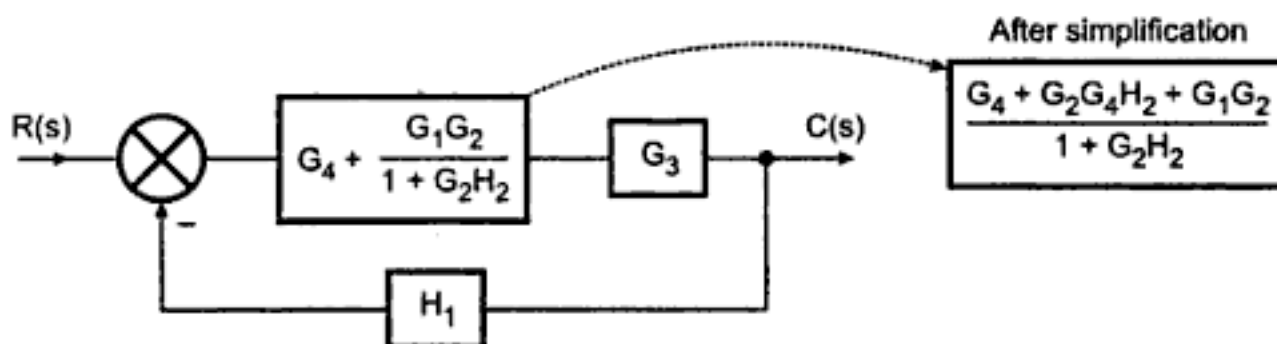 After simplification
R(s)
G₄ + G₁G₂ / 1 + G₂H₂
G₃
C(s)
G₄ + G₂G₄H₂ + G₁G₂ / 1 + G₂H₂
−
H₁